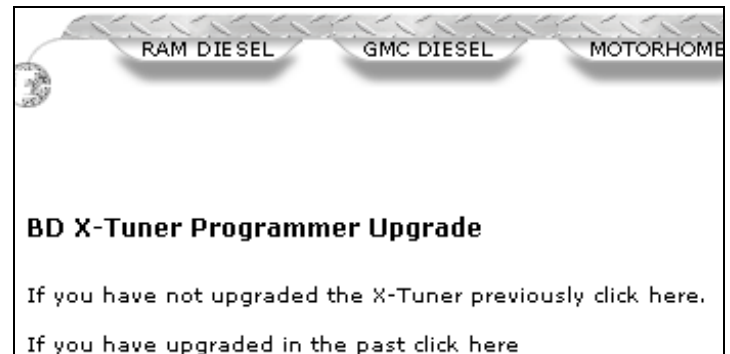 RAM DIESEL GMC DIESEL MOTORHOME
BD X-Tuner Programmer Upgrade
If you have not upgraded the X-Tuner previously click here.
If you have upgraded in the past click here